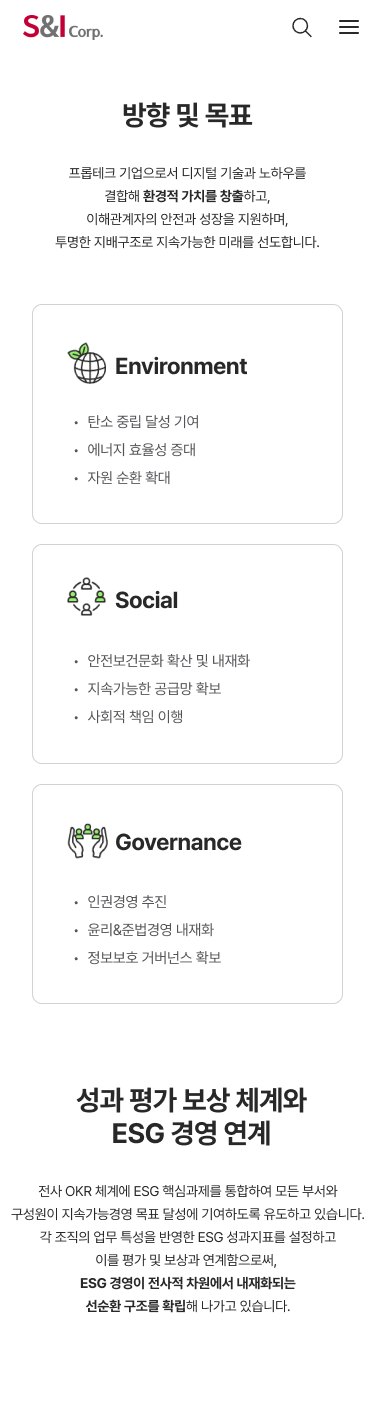 S&I Corp.
방향 및 목표
프롭테크 기업으로서 디지털 기술과 노하우를
결합해 환경적 가치를 창출하고,
이해관계자의 안전과 성장을 지원하며,
투명한 지배구조로 지속가능한 미래를 선도합니다.
Environment
• 탄소 중립 달성 기여
• 에너지 효율성 증대
• 자원 순환 확대
Social
• 안전보건문화 확산 및 내재화
• 지속가능한 공급망 확보
• 사회적 책임 이행
Governance
• 인권경영 추진
• 윤리&준법경영 내재화
• 정보보호 거버넌스 확보
성과 평가 보상 체계와
ESG 경영 연계
전사 OKR 체계에 ESG 핵심과제를 통합하여 모든 부서와
구성원이 지속가능경영 목표 달성에 기여하도록 유도하고 있습니다.
각 조직의 업무 특성을 반영한 ESG 성과지표를 설정하고
이를 평가 및 보상과 연계함으로써,
ESG 경영이 전사적 차원에서 내재화되는
선순환 구조를 확립해 나가고 있습니다.